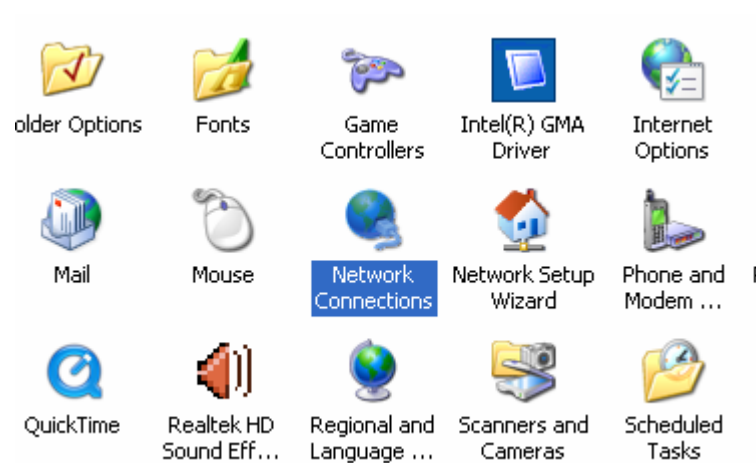 older Options
Fonts
Game
Controllers
Intel(R) GMA
Driver
Internet
Options
Mail
Mouse
Network
Connections
Network Setup
Wizard
Phone and
Modem ...
QuickTime
Realtek HD
Sound Eff...
Regional and
Language ...
Scanners and
Cameras
Scheduled
Tasks